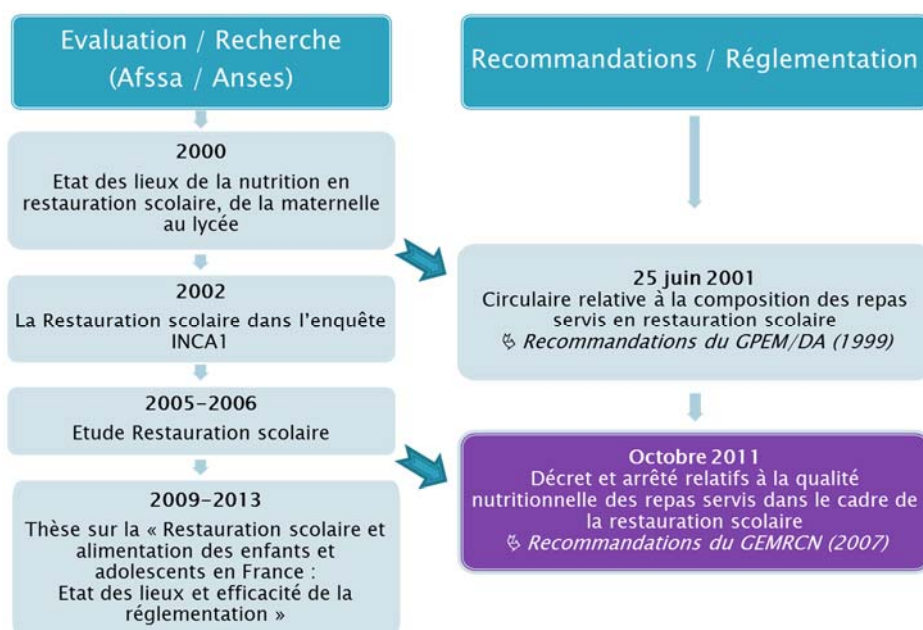 Evaluation / Recherche
(Afssa / Anses)
2000
Etat des lieux de la nutrition en
restauration scolaire, de la maternelle
au lycée
2002
La Restauration scolaire dans l'enquête
INCA1
2005-2006
Etude Restauration scolaire
2009-2013
Thèse sur la « Restauration scolaire et
alimentation des enfants et
adolescents en France :
Etat des lieux et efficacité de la
réglementation »
Recommandations / Réglementation
25 juin 2001
Circulaire relative à la composition des repas
servis en restauration scolaire
Recommandations du GPEM/DA (1999)
Octobre 2011
Décret et arrêté relatifs à la qualité
nutritionnelle des repas servis dans le cadre de
la restauration scolaire
Recommandations du GEMRCN (2007)